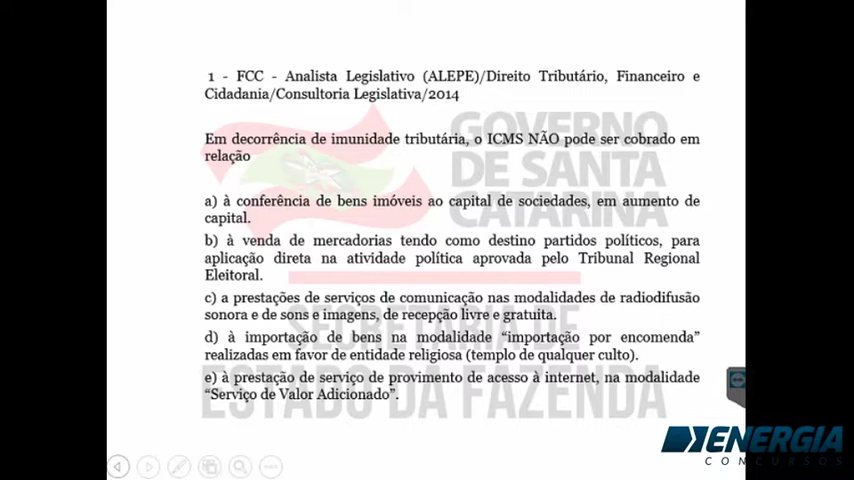 1 - FCC - Analista Legislativo (ALEPE)/Direito Tributário, Financeiro e
Cidadania/Consultoria Legislativa/2014
GOVERNO
DE SANTA
CATARINA
Em decorrência de imunidade tributária, o ICMS NÃO pode ser cobrado em
relação
a) à conferência de bens imóveis ao capital de sociedades, em aumento de
capital.
b) à venda de mercadorias tendo como destino partidos políticos, para
aplicação direta na atividade política aprovada pelo Tribunal Regional
Eleitoral.
c) a prestações de serviços de comunicação nas modalidades de radiodifusão
sonora e de sons e imagens, de recepção livre e gratuita.
d) à importação de bens na modalidade “importação por encomenda”
realizadas em favor de entidade religiosa (templo de qualquer culto).
e) à prestação de serviço de provimento de acesso à internet, na modalidade
“Serviço de Valor Adicionado”.
SECRETARIA DE
ESTADO DA FAZENDA
ENERGIA
CONCURSOS